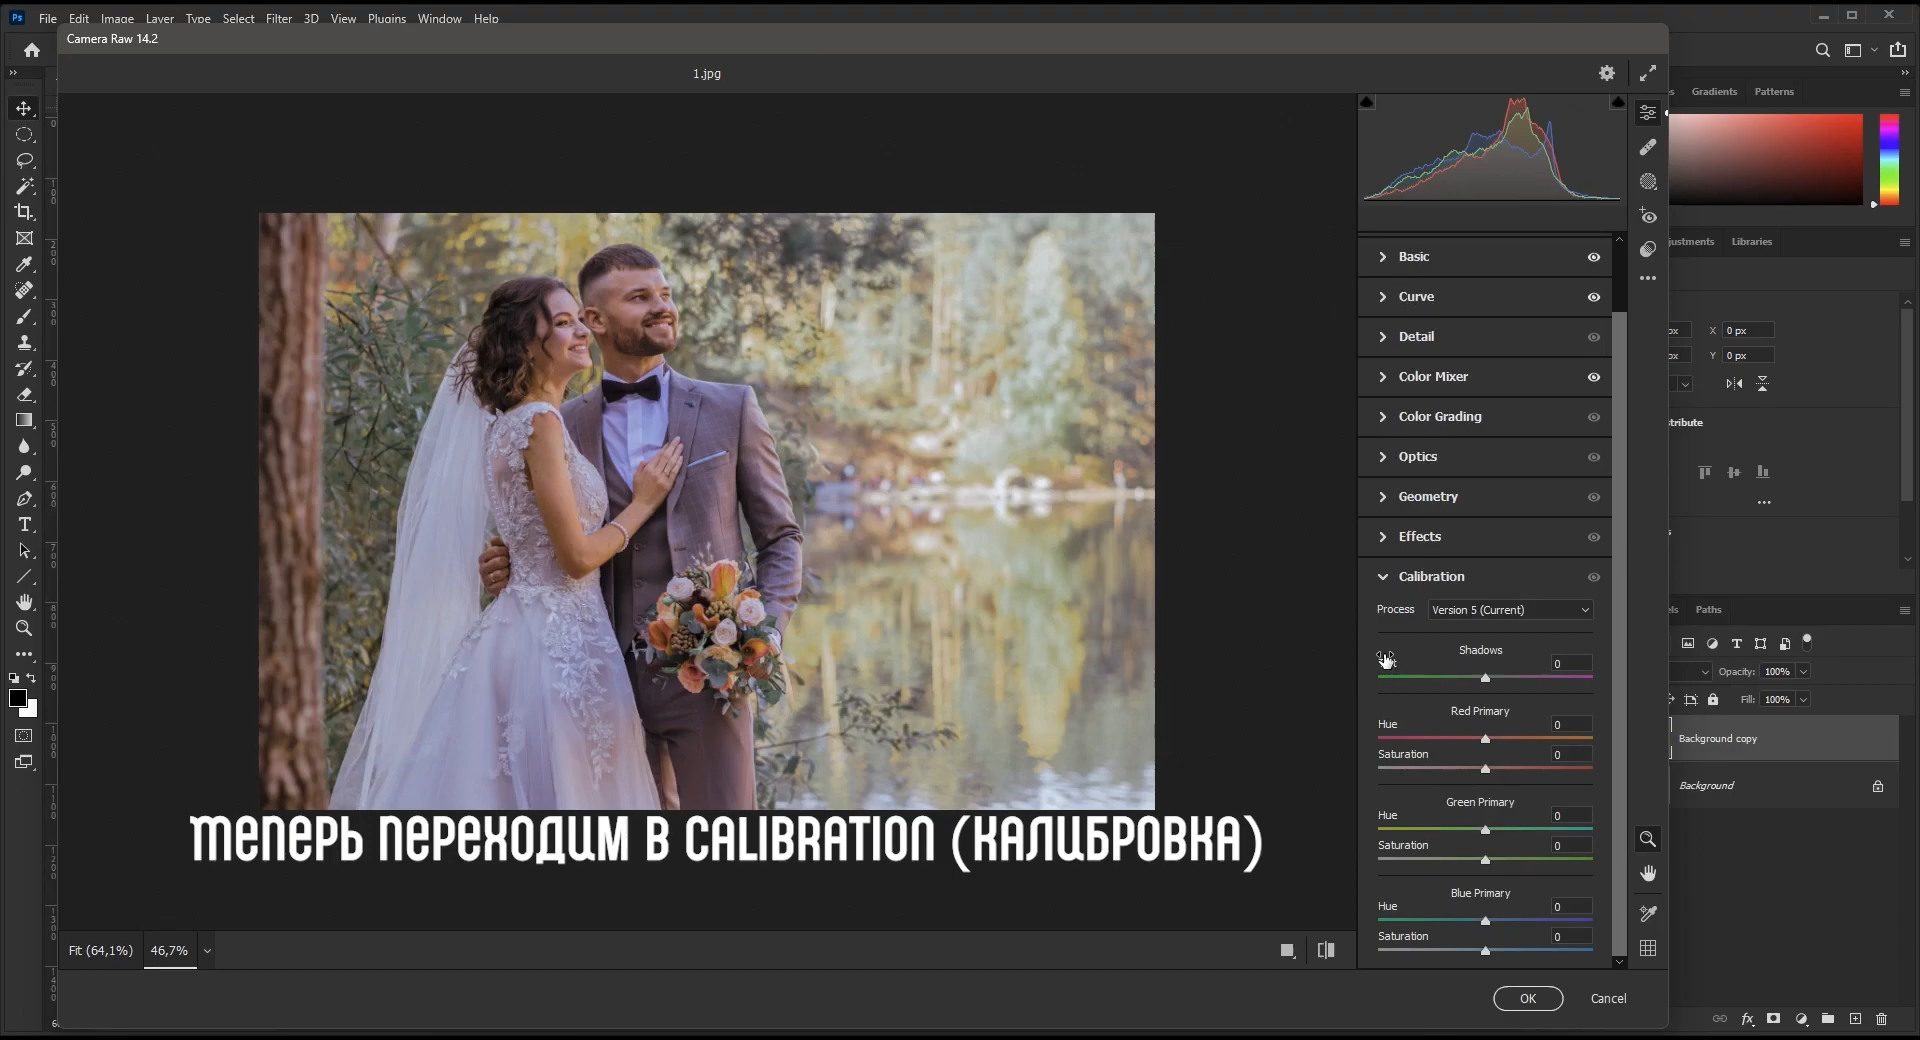 Ps File Edit Image Layer Type Select Filter 3D View Plugins Window Help
Camera Raw 14.2
1.jpg
Gradients Patterns
Libraries
Basic
Curve
Detail
Color Mixer
Color Grading
Optics
Geometry
Effects
Calibration
Process Version 5 (Current)
Shadows
0
Red Primary
Hue 0
Saturation 0
Green Primary
Hue 0
Saturation 0
Blue Primary
Hue 0
Saturation 0
X 0 px
Y 0 px
Paths
Opacity: 100%
Fill: 100%
Background copy
Background
ТЕПЕРЬ ПЕРЕХОДИМ В CALIBRATION (КАЛИБРОВКА)
Fit (64,1%) 46,7%
OK Cancel